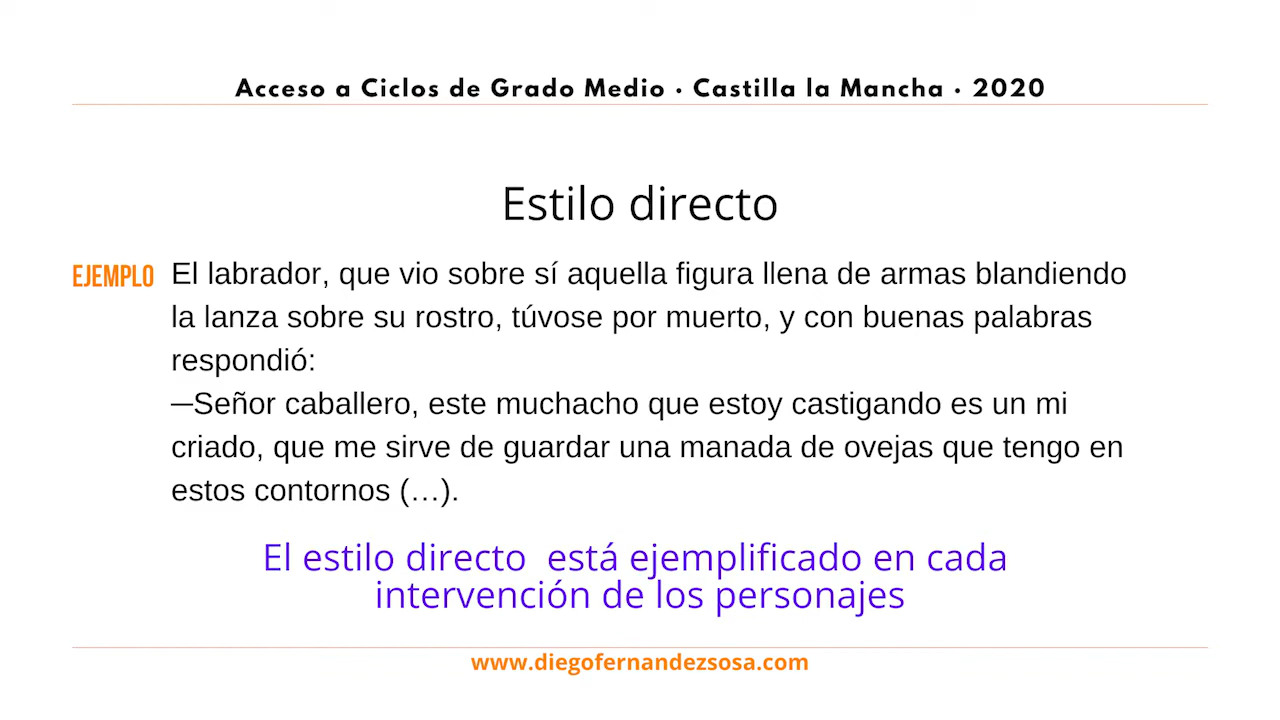 Acceso a Ciclos de Grado Medio · Castilla la Mancha · 2020
Estilo directo
EJEMPLO
El labrador, que vio sobre sí aquella figura llena de armas blandiendo
la lanza sobre su rostro, túvose por muerto, y con buenas palabras
respondió:
—Señor caballero, este muchacho que estoy castigando es un mi
criado, que me sirve de guardar una manada de ovejas que tengo en
estos contornos (…).
El estilo directo está ejemplificado en cada
intervención de los personajes
www.diegofernandezsosa.com